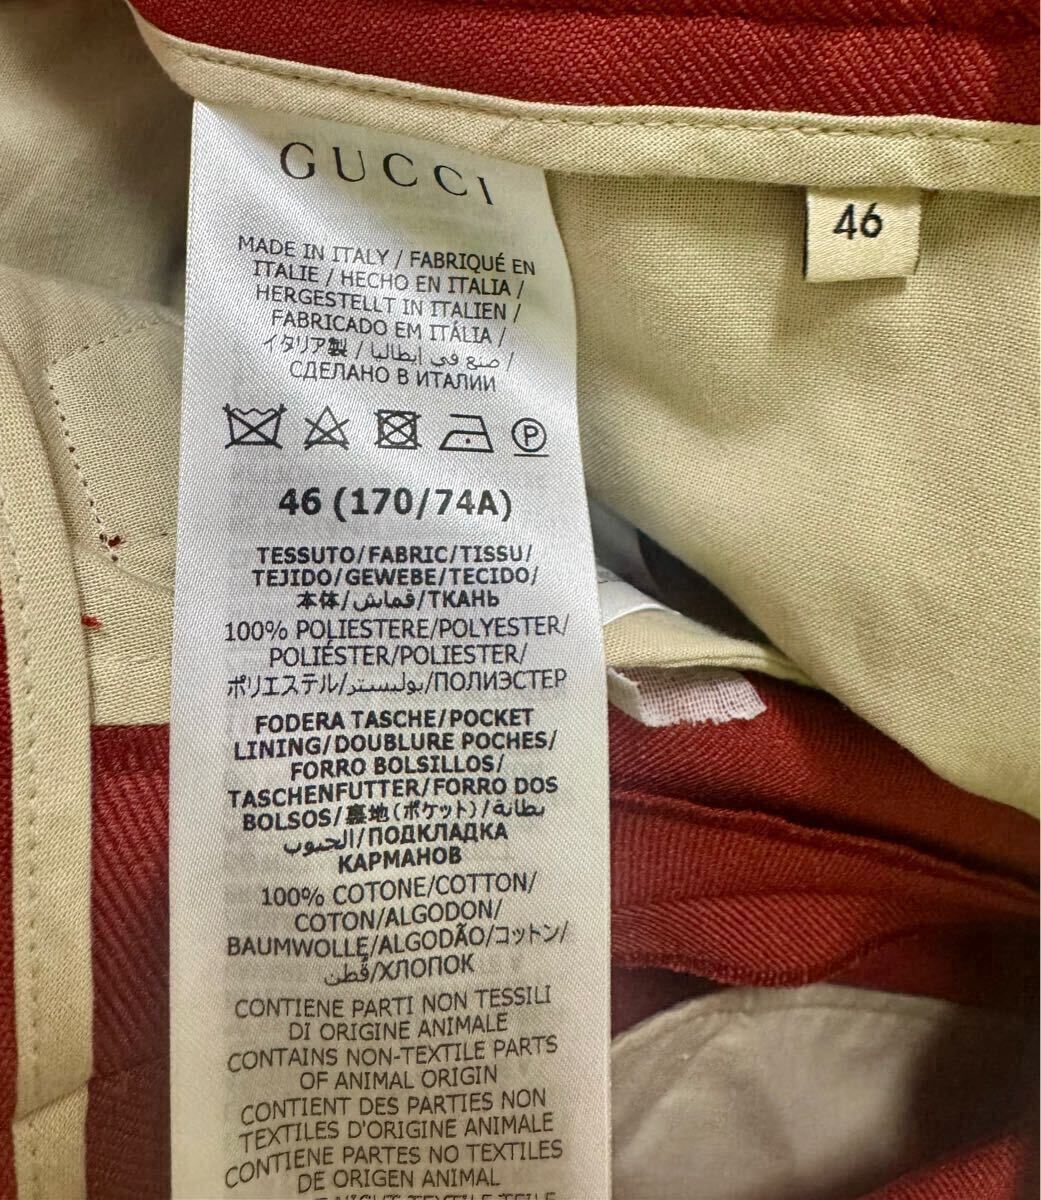 GUCCI
46
MADE IN ITALY / FABRIQUÉ EN
ITALIE / HECHO EN ITALIA /
HERGESTELLT IN ITALIEN /
FABRICADO EM ITÁLIA /
イタリア製 / صنع في إيطاليا /
СДЕЛАНО В ИТАЛИИ
P
46 (170/74A)
TESSUTO/FABRIC/TISSU/
TEJIDO/GEWEBE/TECIDO/
本体/قماش/ТКАНЬ
100% POLIESTERE/POLYESTER/
POLIÉSTER/POLIESTER/
ポリエステル/بوليستر/ПОЛИЭСТЕР
FODERA TASCHE/POCKET
LINING/DOUBLURE POCHES/
FORRO BOLSILLOS/
TASCHENFUTTER/FORRO DOS
BOLSOS/裏地(ポケット)/بطانة
الجيوب/ПОДКЛАДКА
КАРМАНОВ
100% COTONE/COTTON/
COTON/ALGODON/
BAUMWOLLE/ALGODÃO/コットン/
قطن/ХЛОПОК
CONTIENE PARTI NON TESSILI
DI ORIGINE ANIMALE
CONTAINS NON-TEXTILE PARTS
OF ANIMAL ORIGIN
CONTIENT DES PARTIES NON
TEXTILES D'ORIGINE ANIMALE
CONTIENE PARTES NO TEXTILES
DE ORIGEN ANIMAL